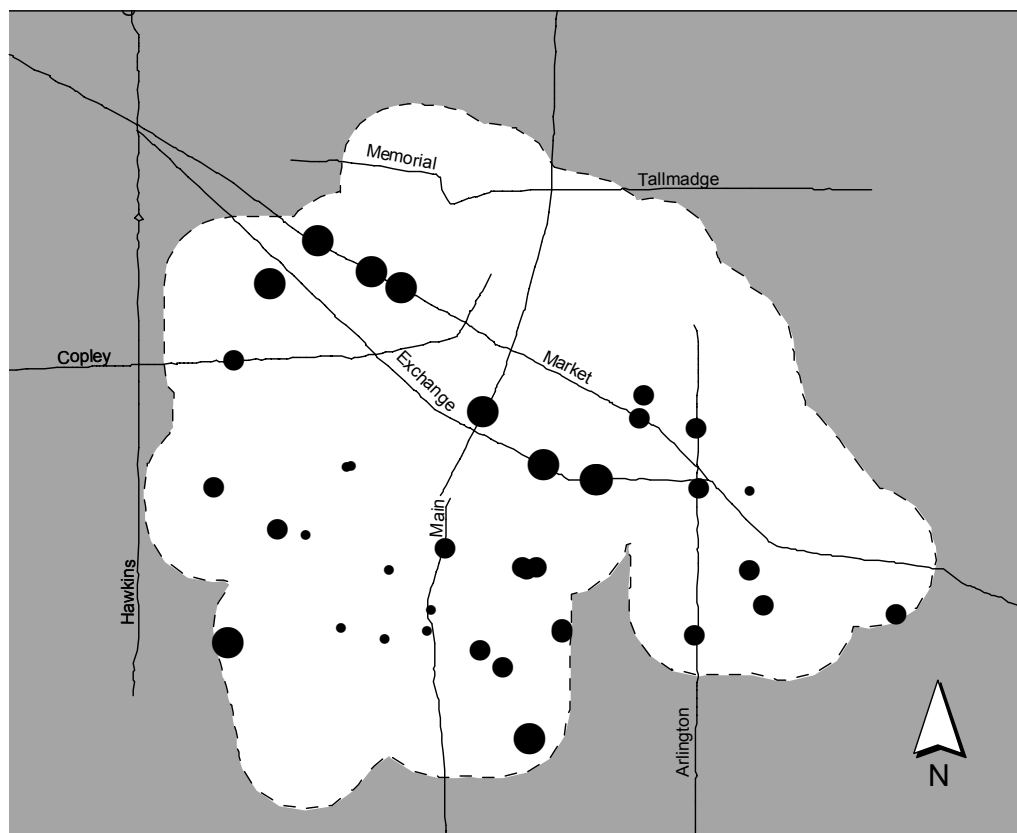 Memorial
Tallmadge
Copley
Exchange
Market
Main
Hawkins
Arlington
N